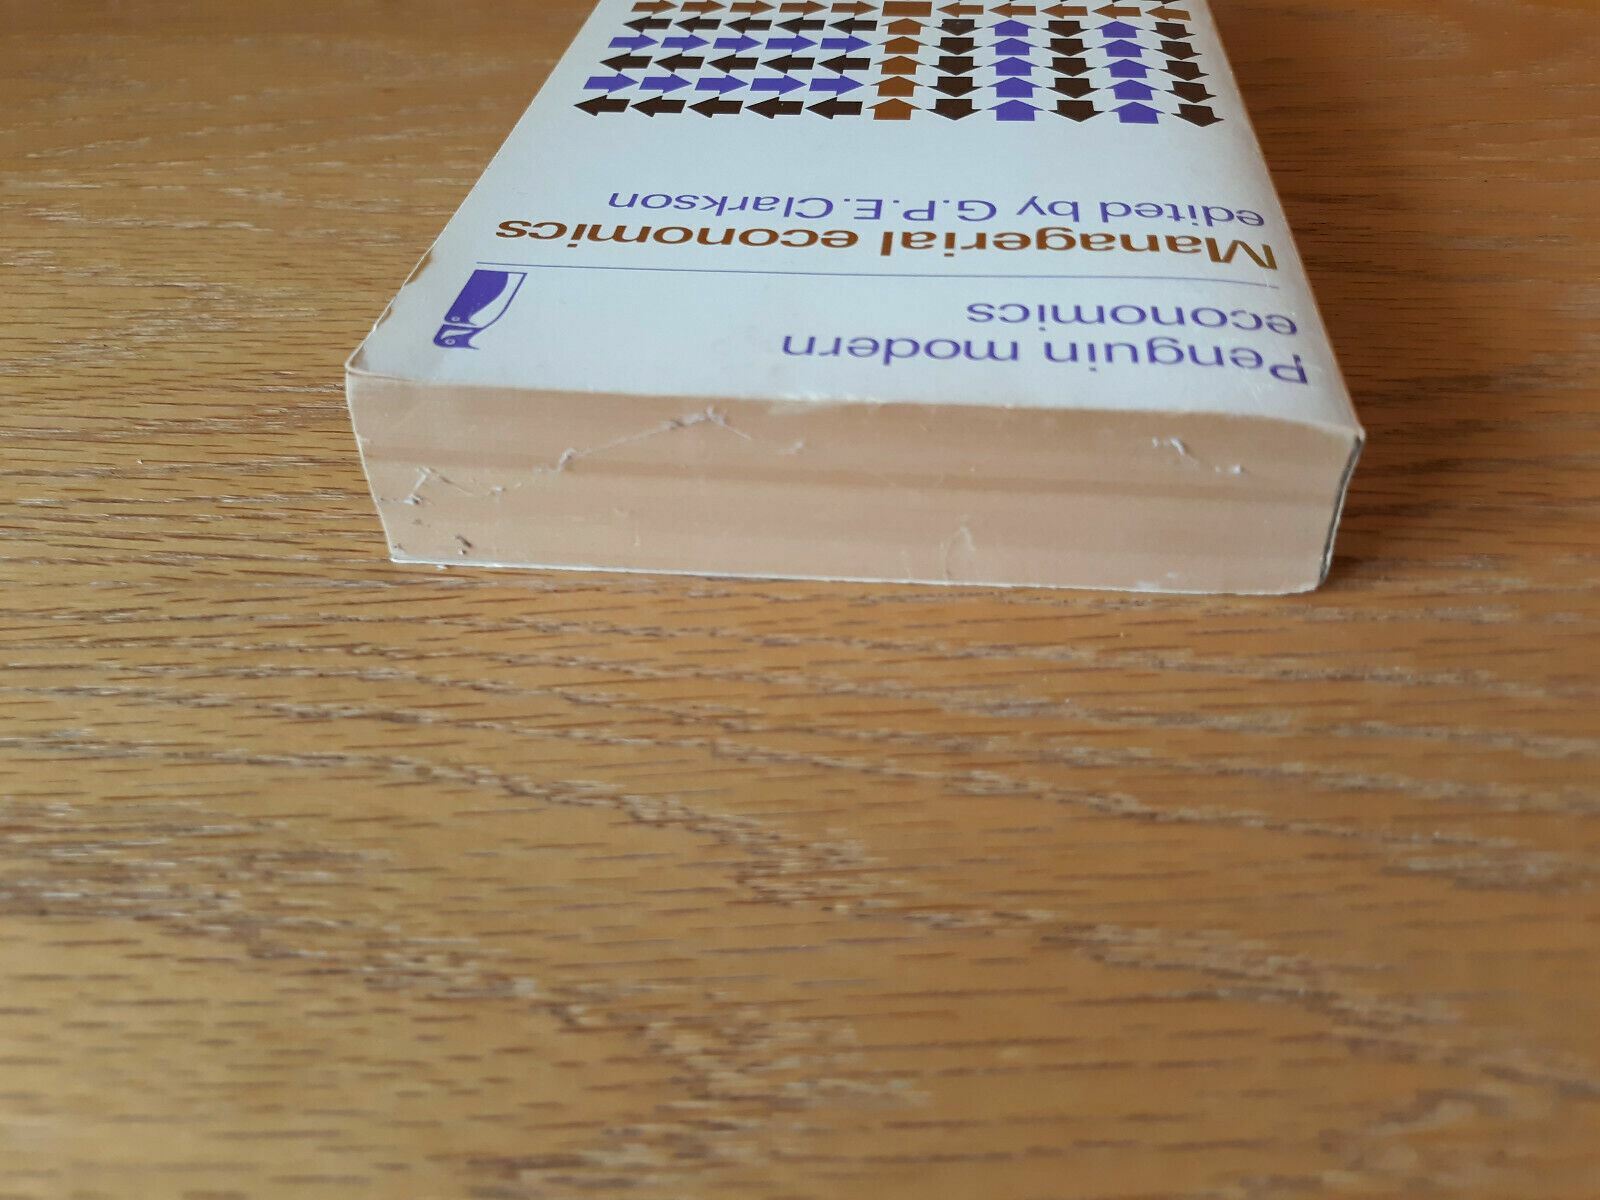 Penguin modern
economics
Managerial economics
edited by G.P.E.Clarkson